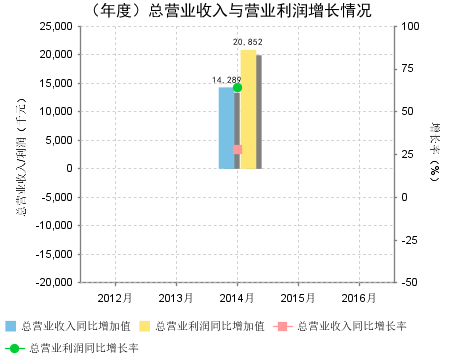 （年度）总营业收入与营业利润增长情况
25,000
20,000
15,000
10,000
5,000
0
-5,000
-10,000
-15,000
-20,000
总营业收入/利润（千元）
14.289
20.852
100
75
50
25
0
-25
-50
增长率（%）
2012月
2013月
2014月
2015月
2016月
总营业收入同比增加值
总营业利润同比增加值
总营业收入同比增长率
总营业利润同比增长率